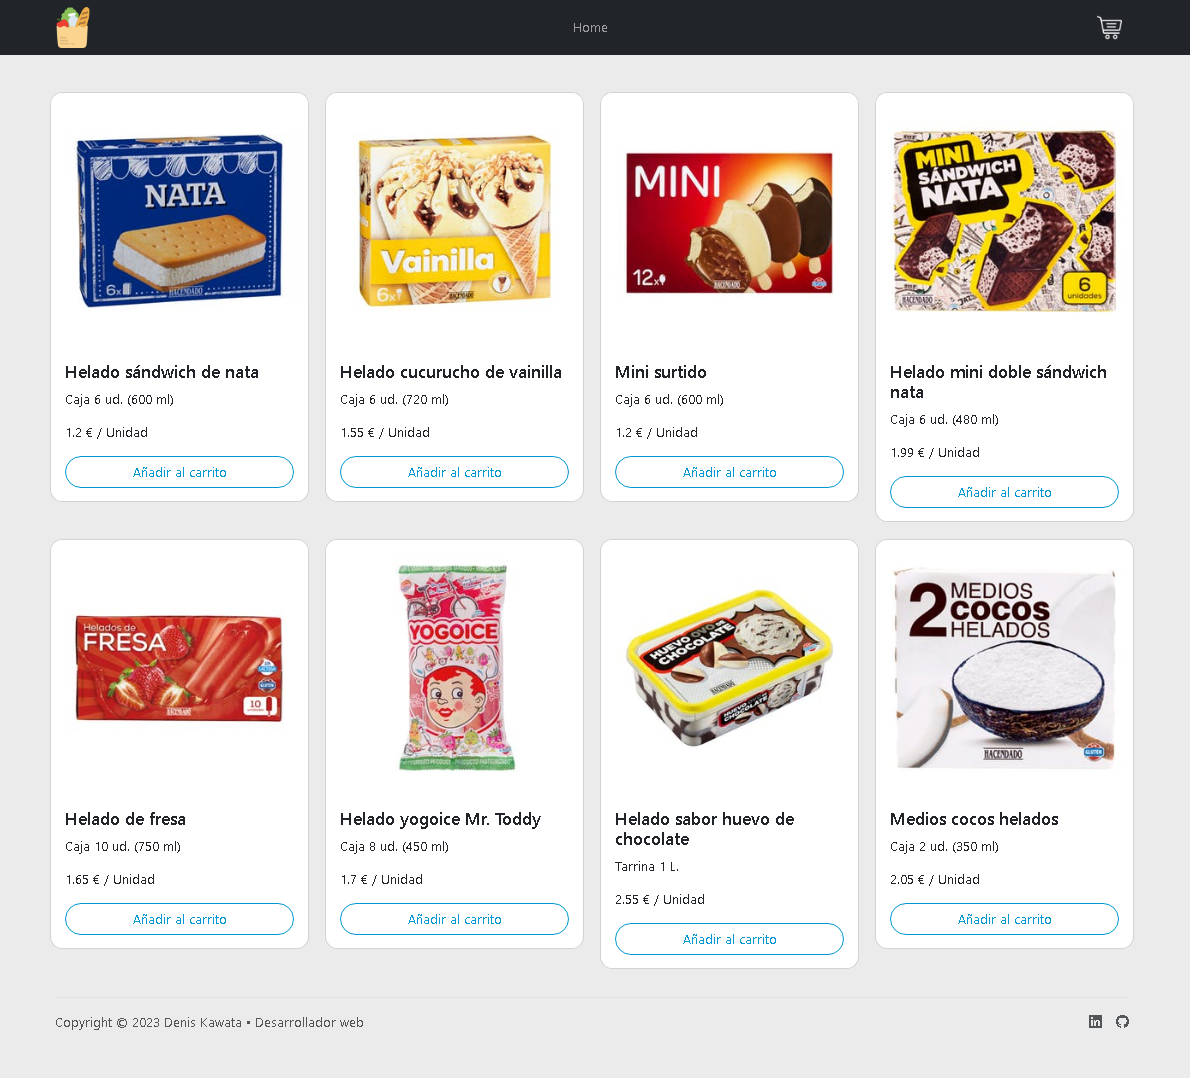 Home
NATA
6x
HACENDADO
Vainilla
6x
HACENDADO
MINI
12x
HACENDADO
MINI
SÁNDWICH
NATA
HACENDADO
6
unidades
Helado sándwich de nata
Caja 6 ud. (600 ml)
1.2 € / Unidad
Añadir al carrito
Helado cucurucho de vainilla
Caja 6 ud. (720 ml)
1.55 € / Unidad
Añadir al carrito
Mini surtido
Caja 6 ud. (600 ml)
1.2 € / Unidad
Añadir al carrito
Helado mini doble sándwich
nata
Caja 6 ud. (480 ml)
1.99 € / Unidad
Añadir al carrito
Helados de
FRESA
GLUTEN
10
HACENDADO
YOGOICE
HUEVO
CHOCOLATE
HACENDADO
HUEVO
CHOCOLATE
2 MEDIOS
COCOS
HELADOS
HACENDADO
GLUTEN
Helado de fresa
Caja 10 ud. (750 ml)
1.65 € / Unidad
Añadir al carrito
Helado yogoice Mr. Toddy
Caja 8 ud. (450 ml)
1.7 € / Unidad
Añadir al carrito
Helado sabor huevo de
chocolate
Tarrina 1 L.
2.55 € / Unidad
Añadir al carrito
Medios cocos helados
Caja 2 ud. (350 ml)
2.05 € / Unidad
Añadir al carrito
Copyright © 2023 Denis Kawata • Desarrollador web
in